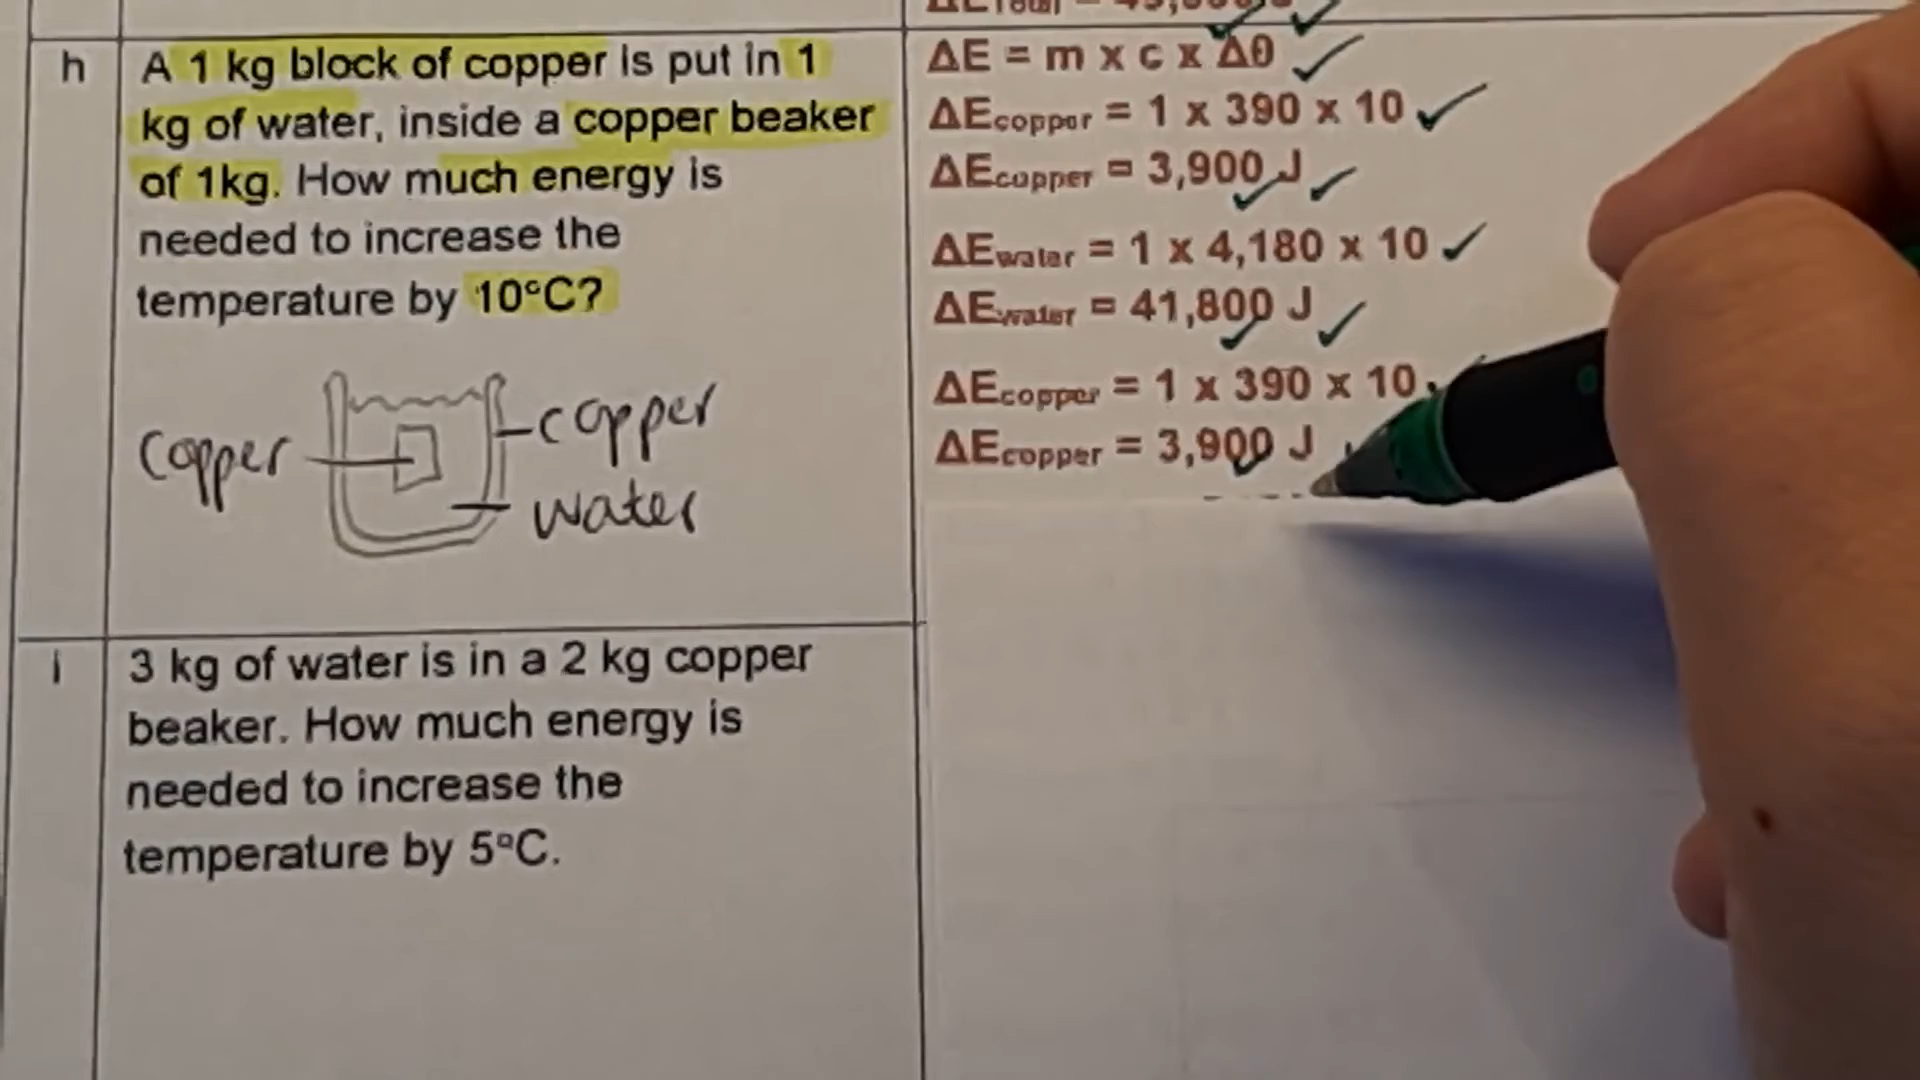 h
A 1 kg block of copper is put in 1
kg of water, inside a copper beaker
of 1kg. How much energy is
needed to increase the
temperature by 10°C?
copper
copper
water
ΔE = m x c x Δθ
ΔEcopper = 1 x 390 x 10
ΔEcopper = 3,900 J
ΔEwater = 1 x 4,180 x 10
ΔEwater = 41,800 J
ΔEcopper = 1 x 390 x 10
ΔEcopper = 3,900 J
i
3 kg of water is in a 2 kg copper
beaker. How much energy is
needed to increase the
temperature by 5°C.